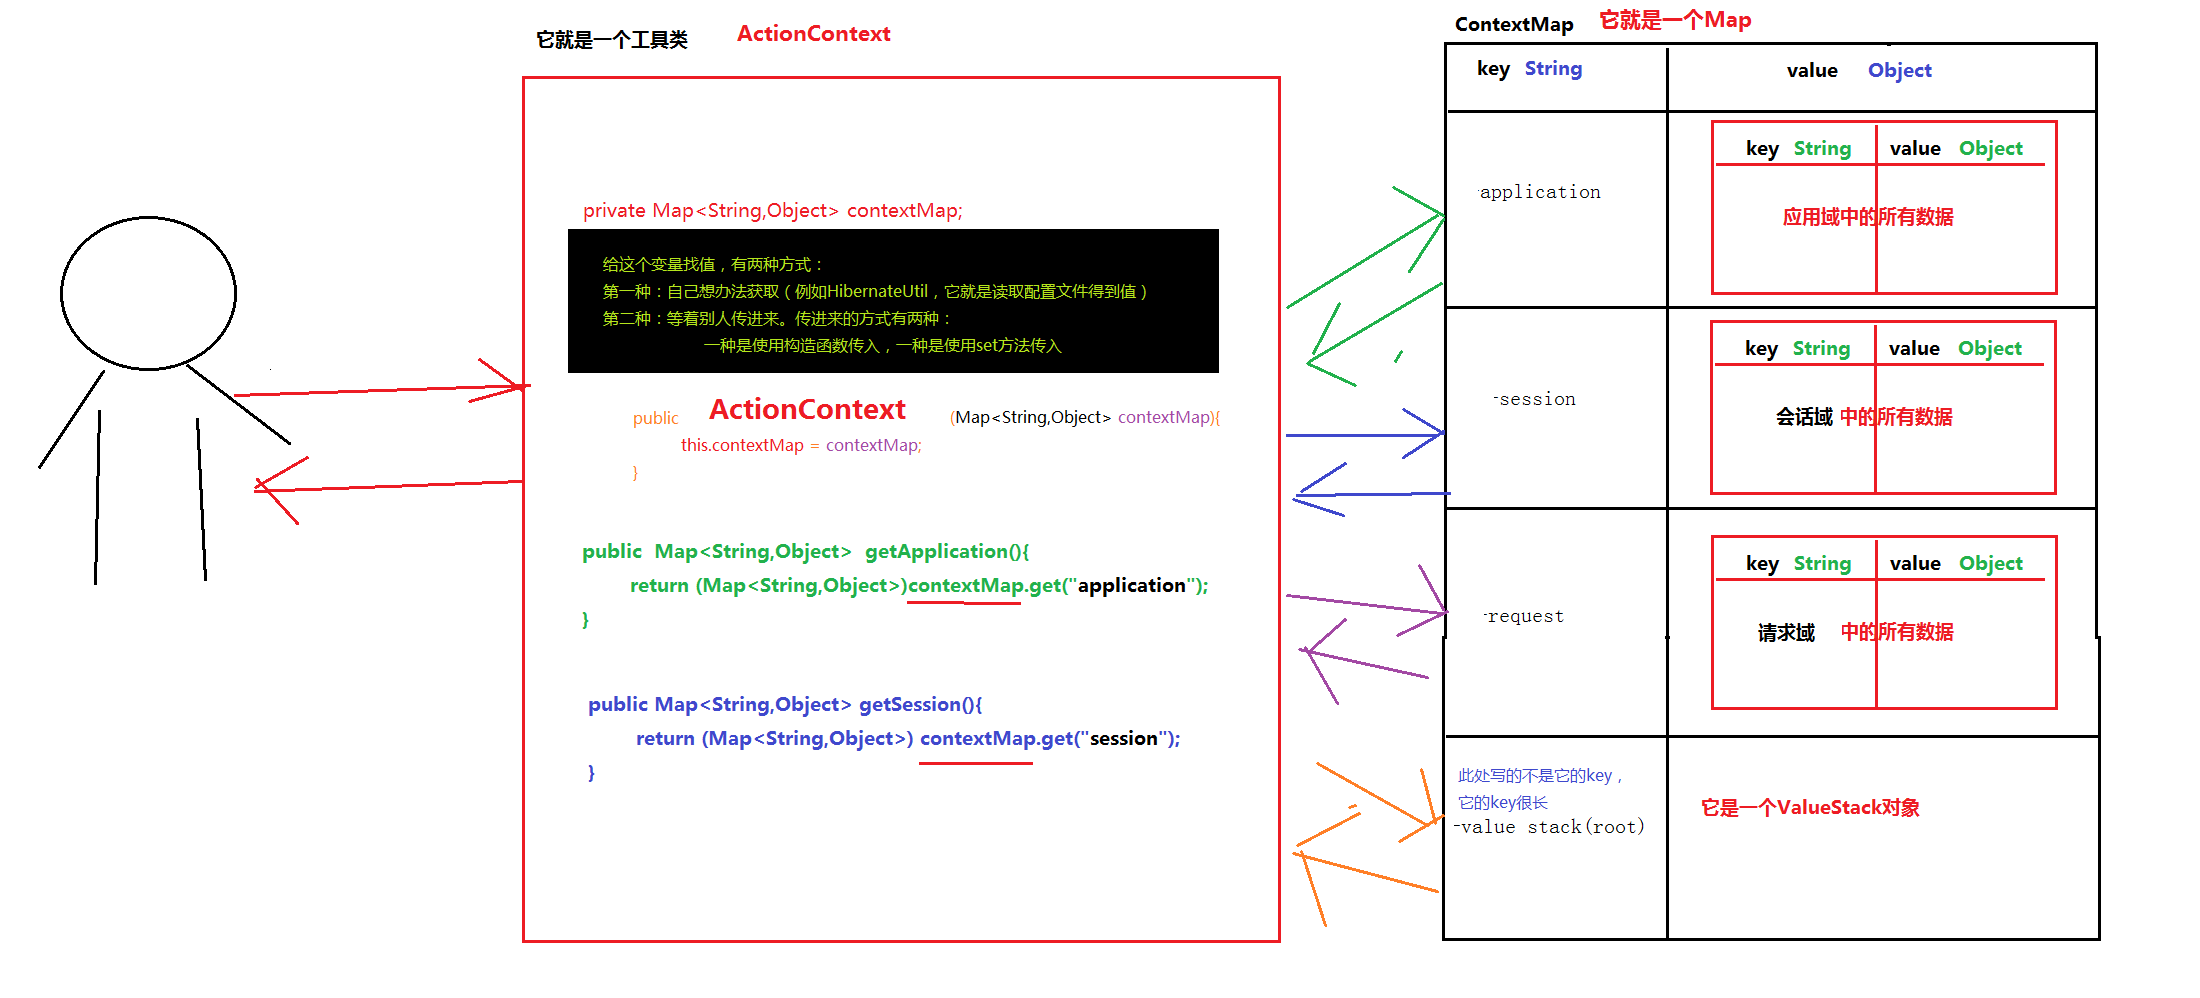 它就是一个工具类 ActionContext
private Map<String,Object> contextMap;
给这个变量找值，有两种方式：
第一种：自己想办法获取（例如HibernateUtil，它就是读取配置文件得到值）
第二种：等着别人传进来。传进来的方式有两种：
一种是使用构造函数传入，一种是使用set方法传入
public ActionContext (Map<String,Object> contextMap){
this.contextMap = contextMap;
}
public Map<String,Object> getApplication(){
return (Map<String,Object>)contextMap.get("application");
}
public Map<String,Object> getSession(){
return (Map<String,Object>) contextMap.get("session");
}
ContextMap 它就是一个Map
key String value Object
-application
key String value Object
应用域中的所有数据
-session
key String value Object
会话域 中的所有数据
-request
key String value Object
请求域 中的所有数据
此处写的不是它的key，
它的key很长
-value stack(root)
它是一个ValueStack对象